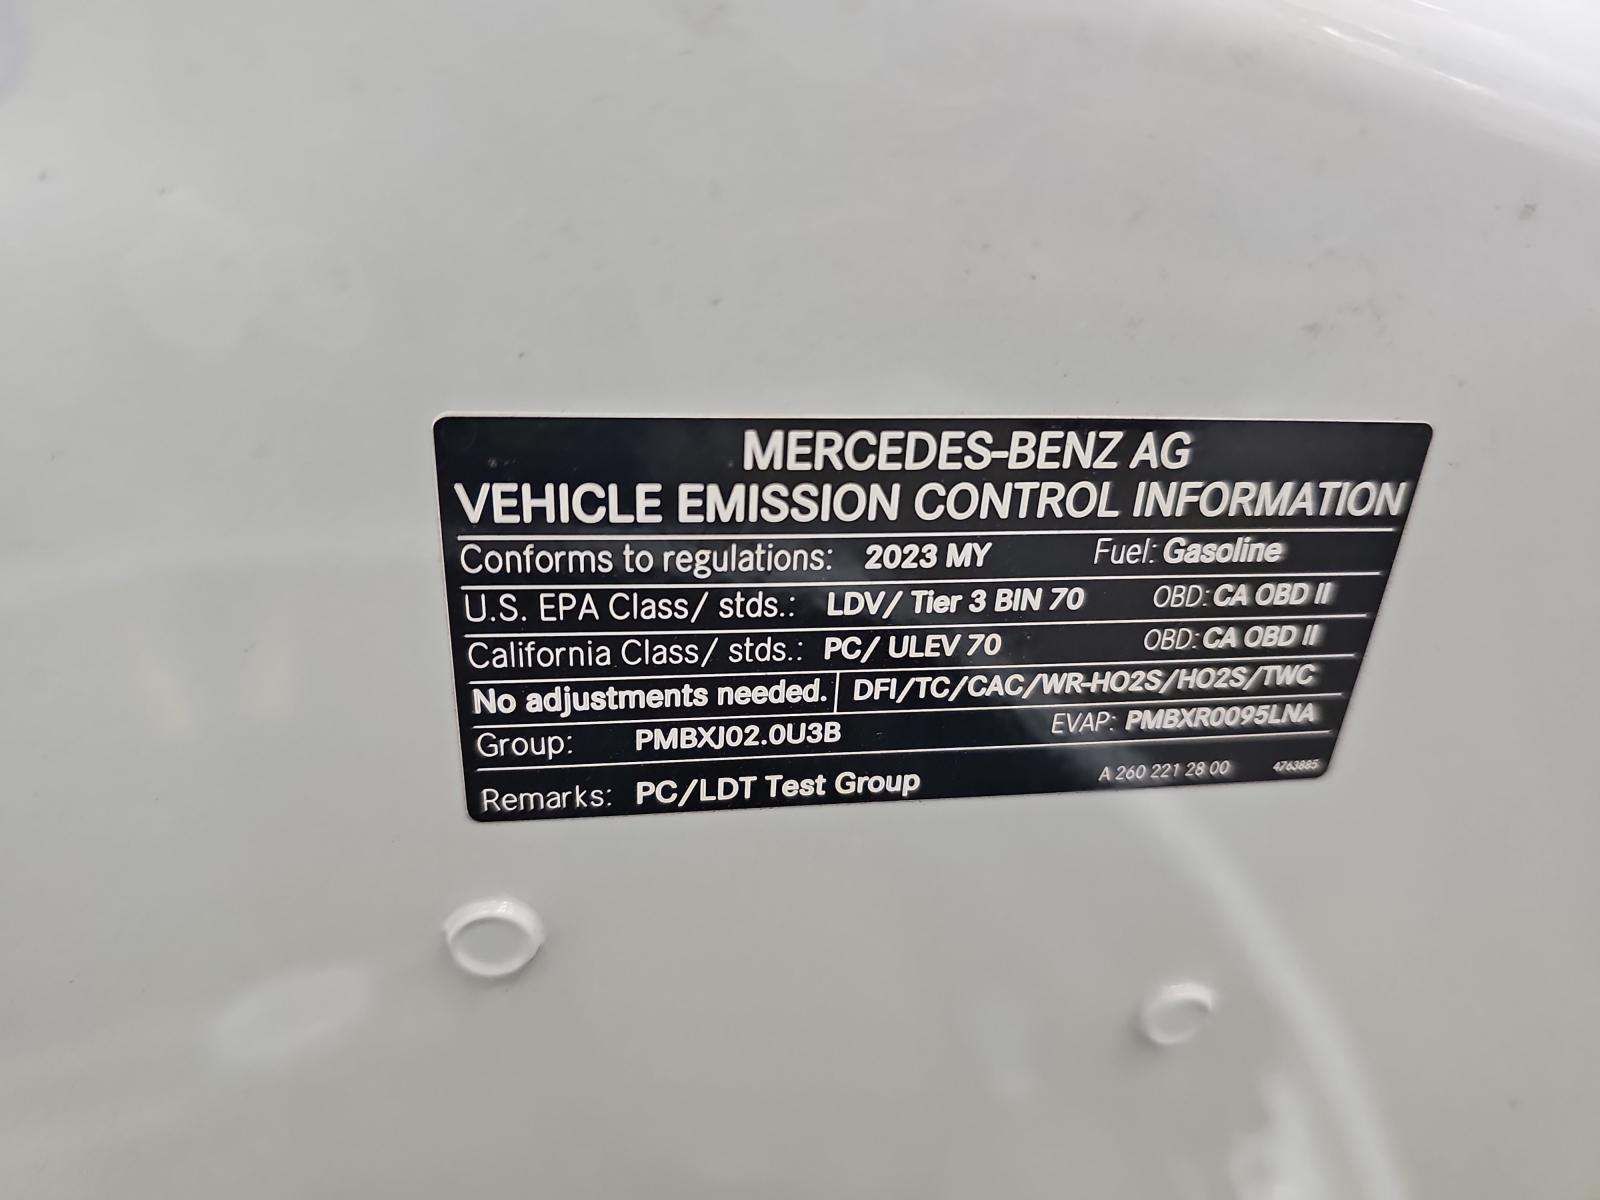 MERCEDES-BENZ AG
VEHICLE EMISSION CONTROL INFORMATION
Conforms to regulations: 2023 MY Fuel: Gasoline
U.S. EPA Class/ stds.: LDV/ Tier 3 BIN 70 OBD: CA OBD II
California Class/ stds.: PC/ ULEV 70 OBD: CA OBD II
No adjustments needed. DFI/TC/CAC/WR-HO2S/HO2S/TWC
Group: PMBXJ02.0U3B EVAP: PMBXR0095LNA
Remarks: PC/LDT Test Group A 260 221 28 00 4763885